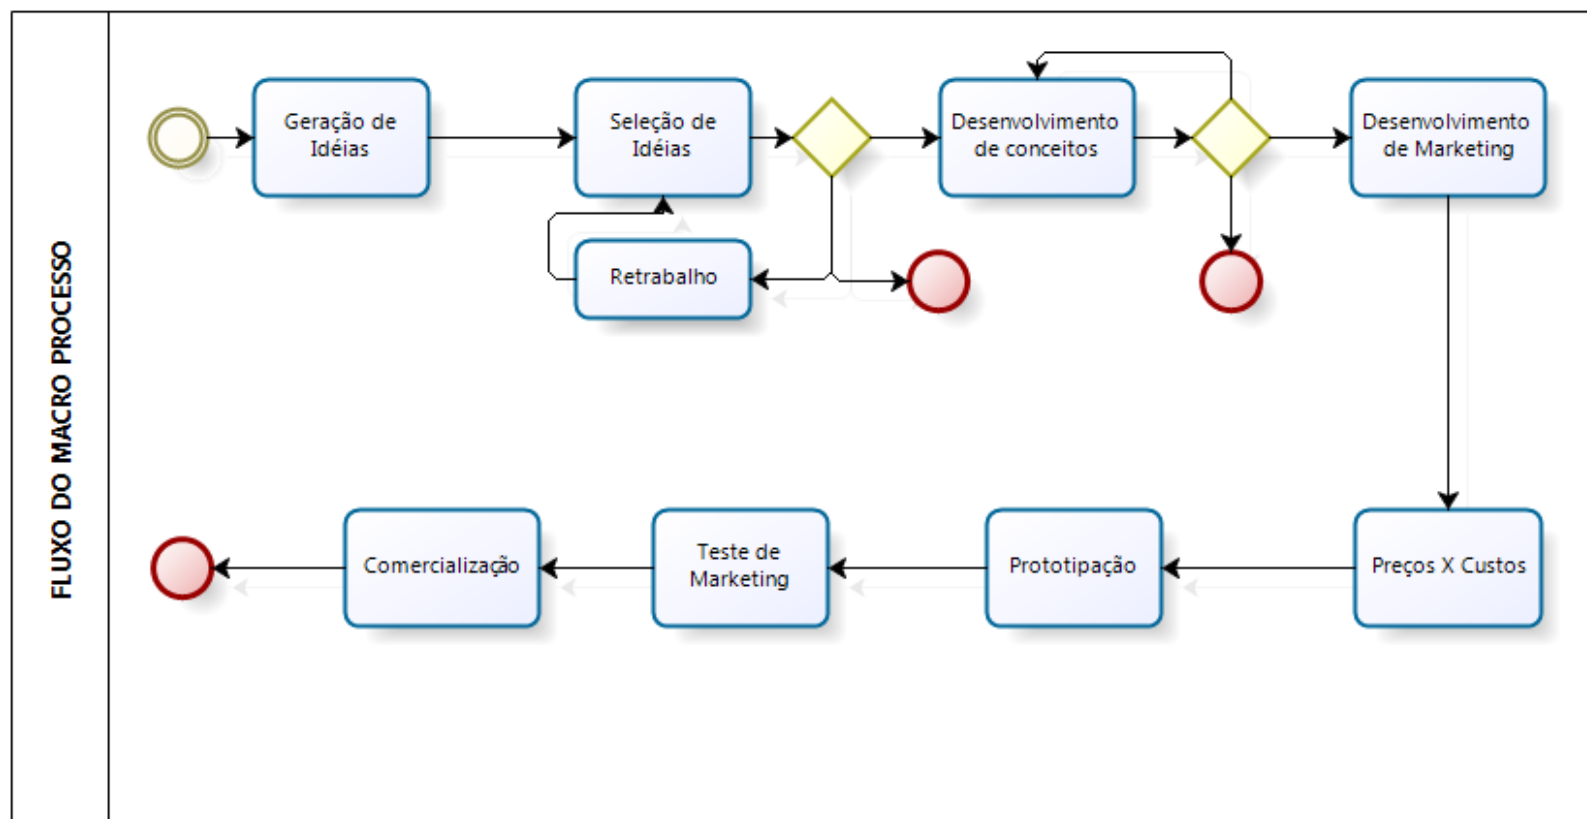 FLUXO DO MACRO PROCESSO
Geração de
Idéias
Seleção de
Idéias
Desenvolvimento
de conceitos
Desenvolvimento
de Marketing
Retrabalho
Comercialização
Teste de
Marketing
Prototipação
Preços X Custos